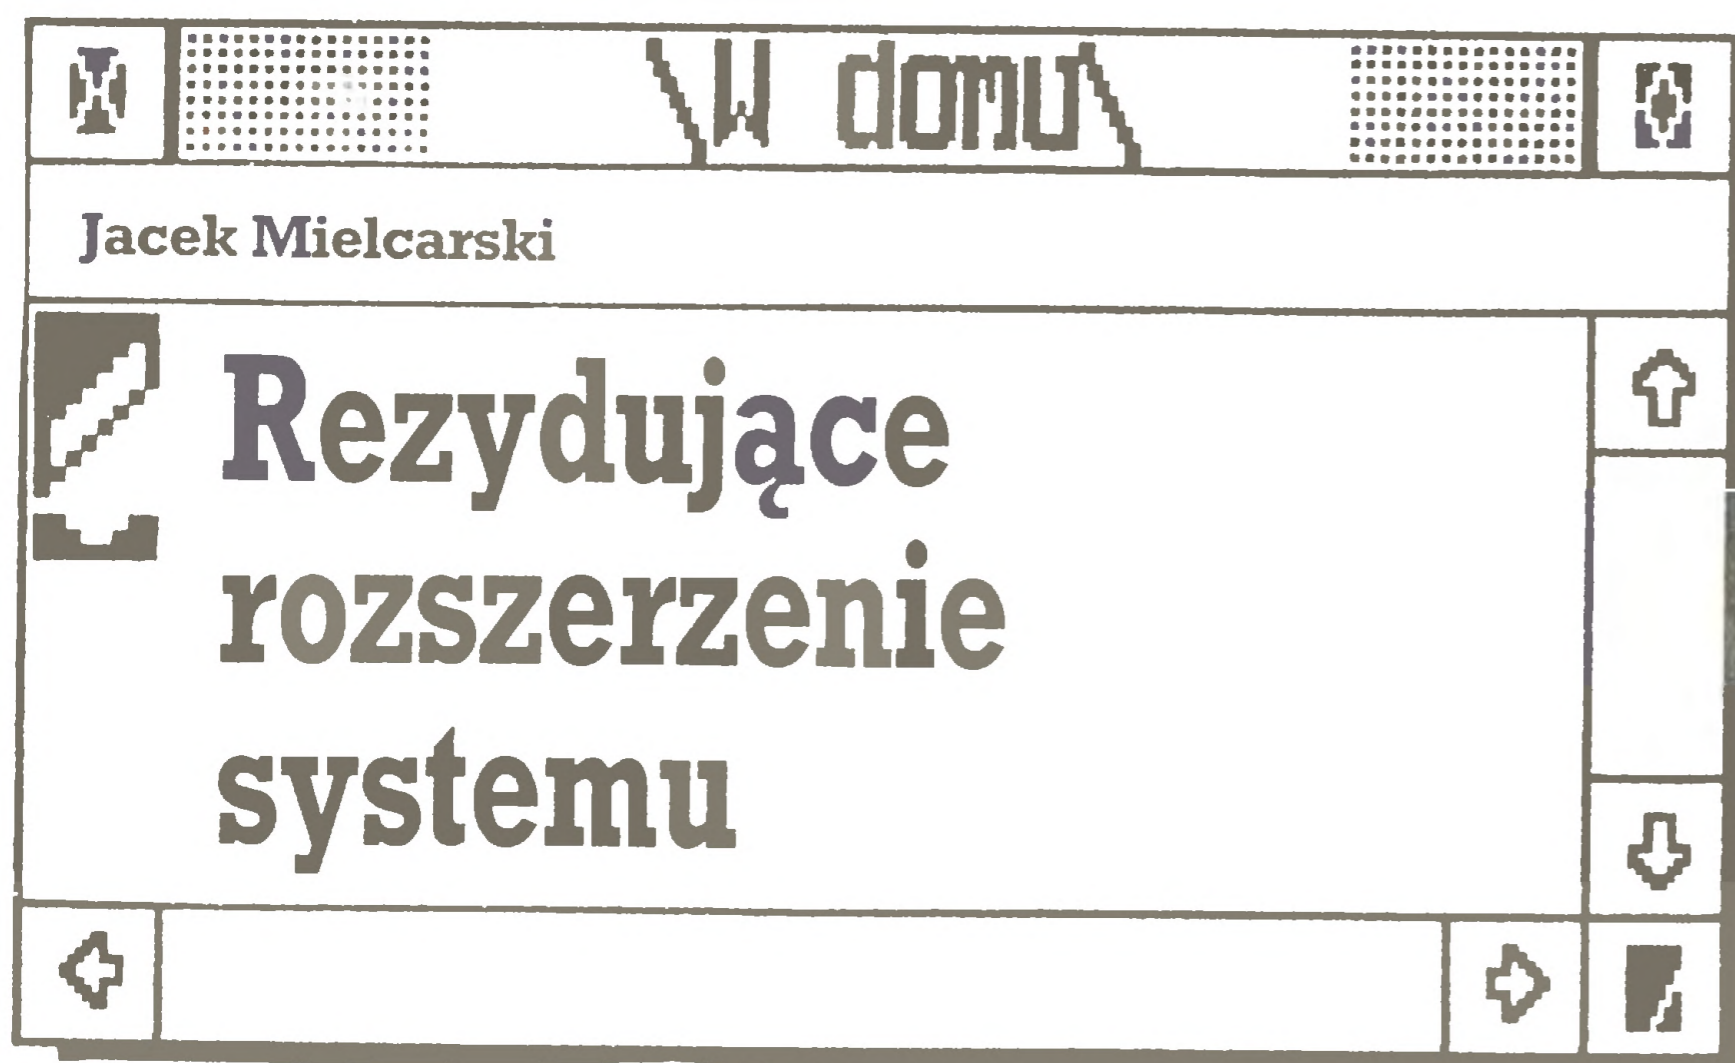 \W domu\
Jacek Mielcarski
Rezydujące
rozszerzenie
systemu